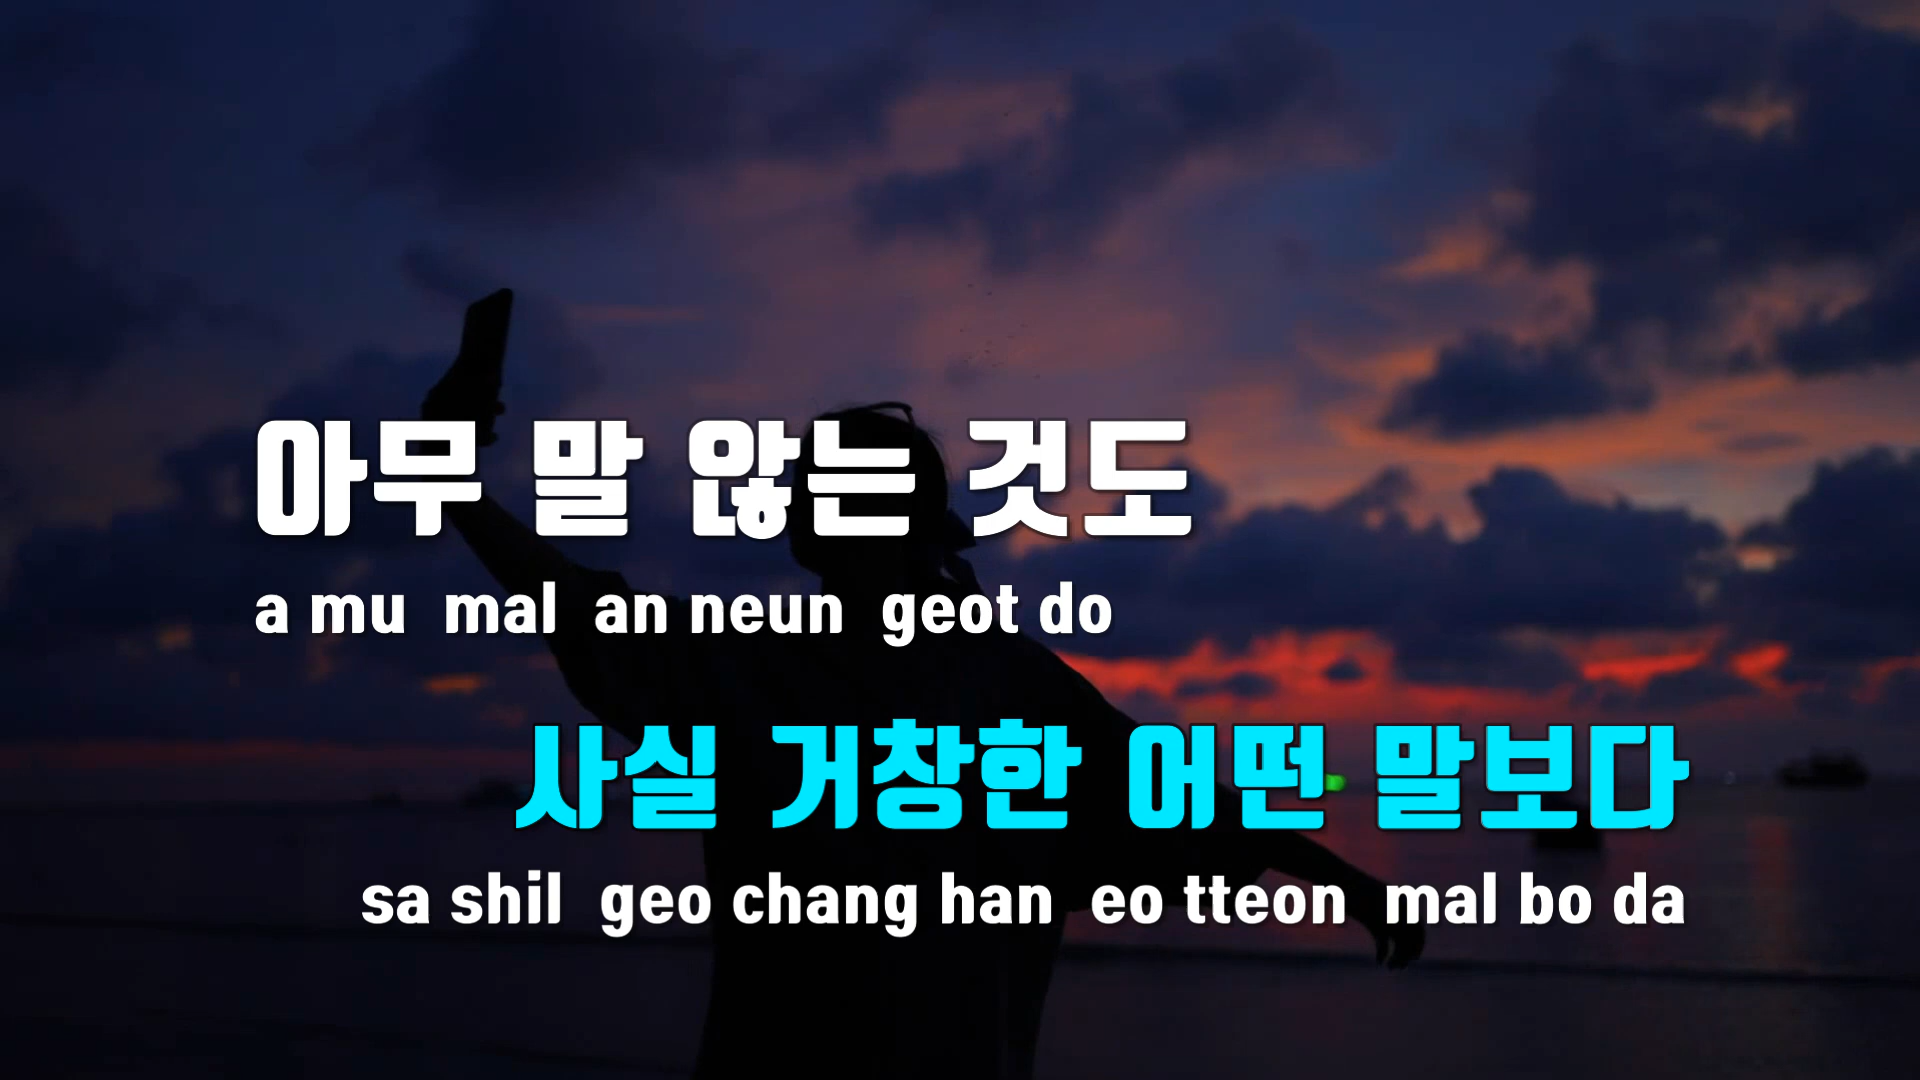 아무 말 않는 것도
a mu mal an neun geot do
사실 거창한 어떤 말보다
sa shil geo chang han eo tteon mal bo da